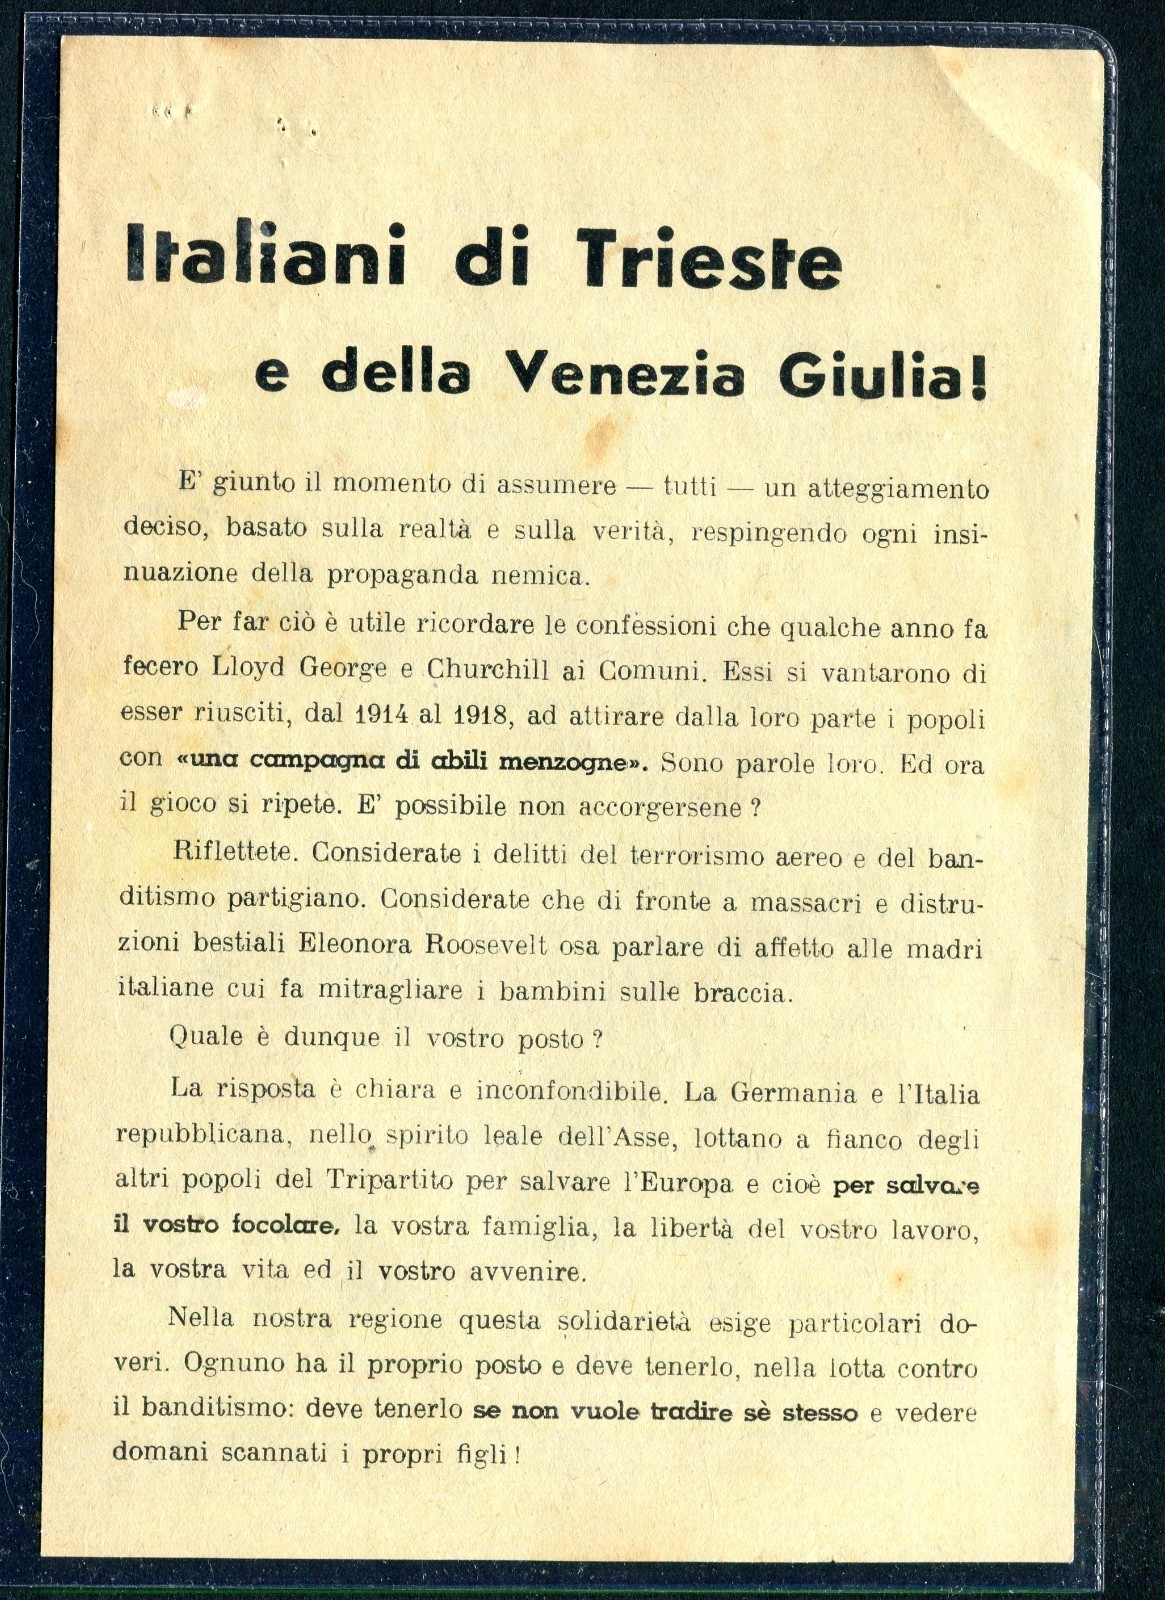 Italiani di Trieste
e della Venezia Giulia!
E' giunto il momento di assumere — tutti — un atteggiamento
deciso, basato sulla realtà e sulla verità, respingendo ogni insi-
nuazione della propaganda nemica.
Per far ciò è utile ricordare le confessioni che qualche anno fa
fecero Lloyd George e Churchill ai Comuni. Essi si vantarono di
esser riusciti, dal 1914 al 1918, ad attirare dalla loro parte i popoli
con «una campagna di abili menzogne». Sono parole loro. Ed ora
il gioco si ripete. E' possibile non accorgersene ?
Riflettete. Considerate i delitti del terrorismo aereo e del ban-
ditismo partigiano. Considerate che di fronte a massacri e distru-
zioni bestiali Eleonora Roosevelt osa parlare di affetto alle madri
italiane cui fa mitragliare i bambini sulle braccia.
Quale è dunque il vostro posto ?
La risposta è chiara e inconfondibile. La Germania e l'Italia
repubblicana, nello spirito leale dell'Asse, lottano a fianco degli
altri popoli del Tripartito per salvare l'Europa e cioè per salvare
il vostro focolare, la vostra famiglia, la libertà del vostro lavoro,
la vostra vita ed il vostro avvenire.
Nella nostra regione questa solidarietà esige particolari do-
veri. Ognuno ha il proprio posto e deve tenerlo, nella lotta contro
il banditismo: deve tenerlo se non vuole tradire sè stesso e vedere
domani scannati i propri figli !